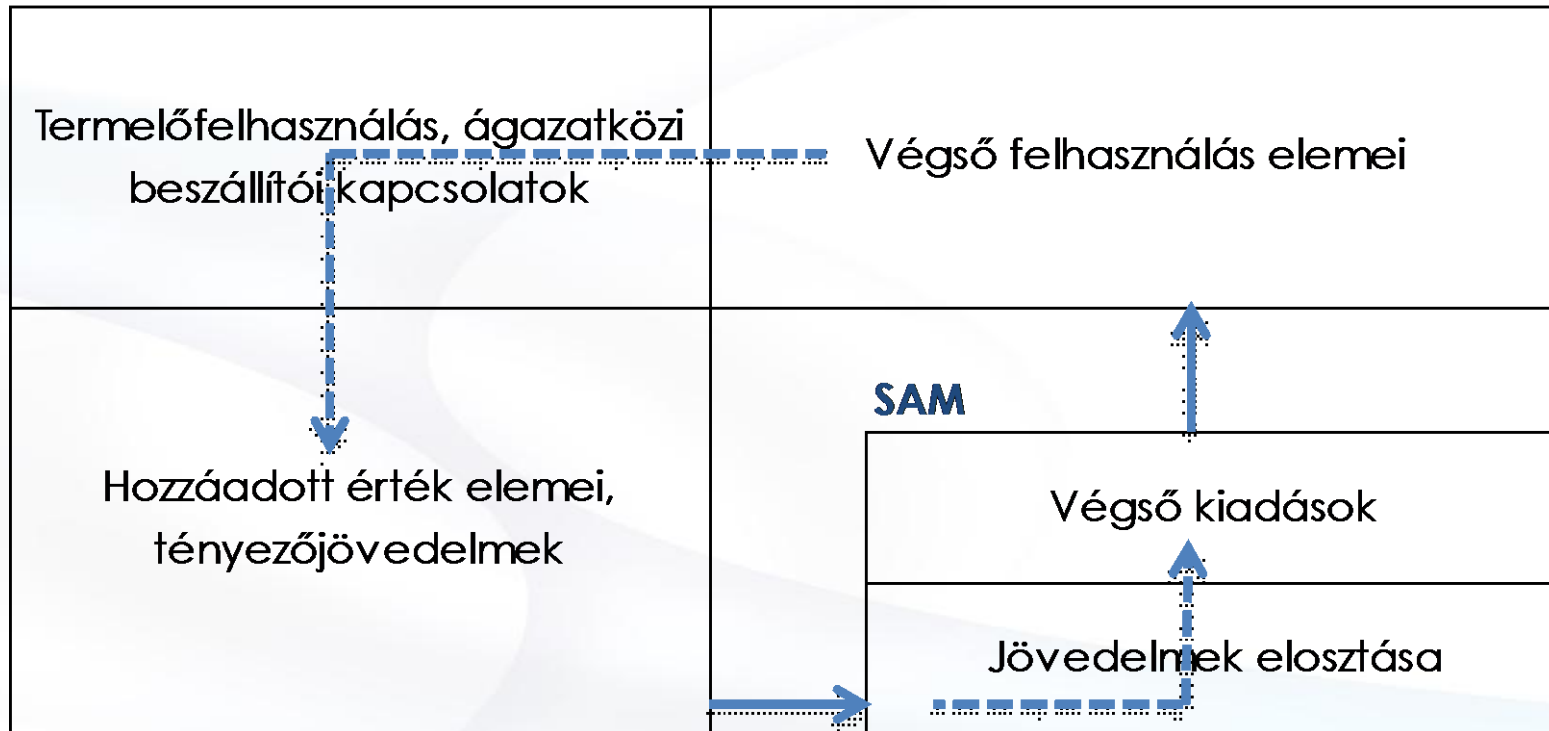 Termelőfelhasználás, ágazatközi
beszállítói kapcsolatok
Végső felhasználás elemei
Hozzáadott érték elemei,
tényezőjövedelmek
SAM
Végső kiadások
Jövedelmek elosztása